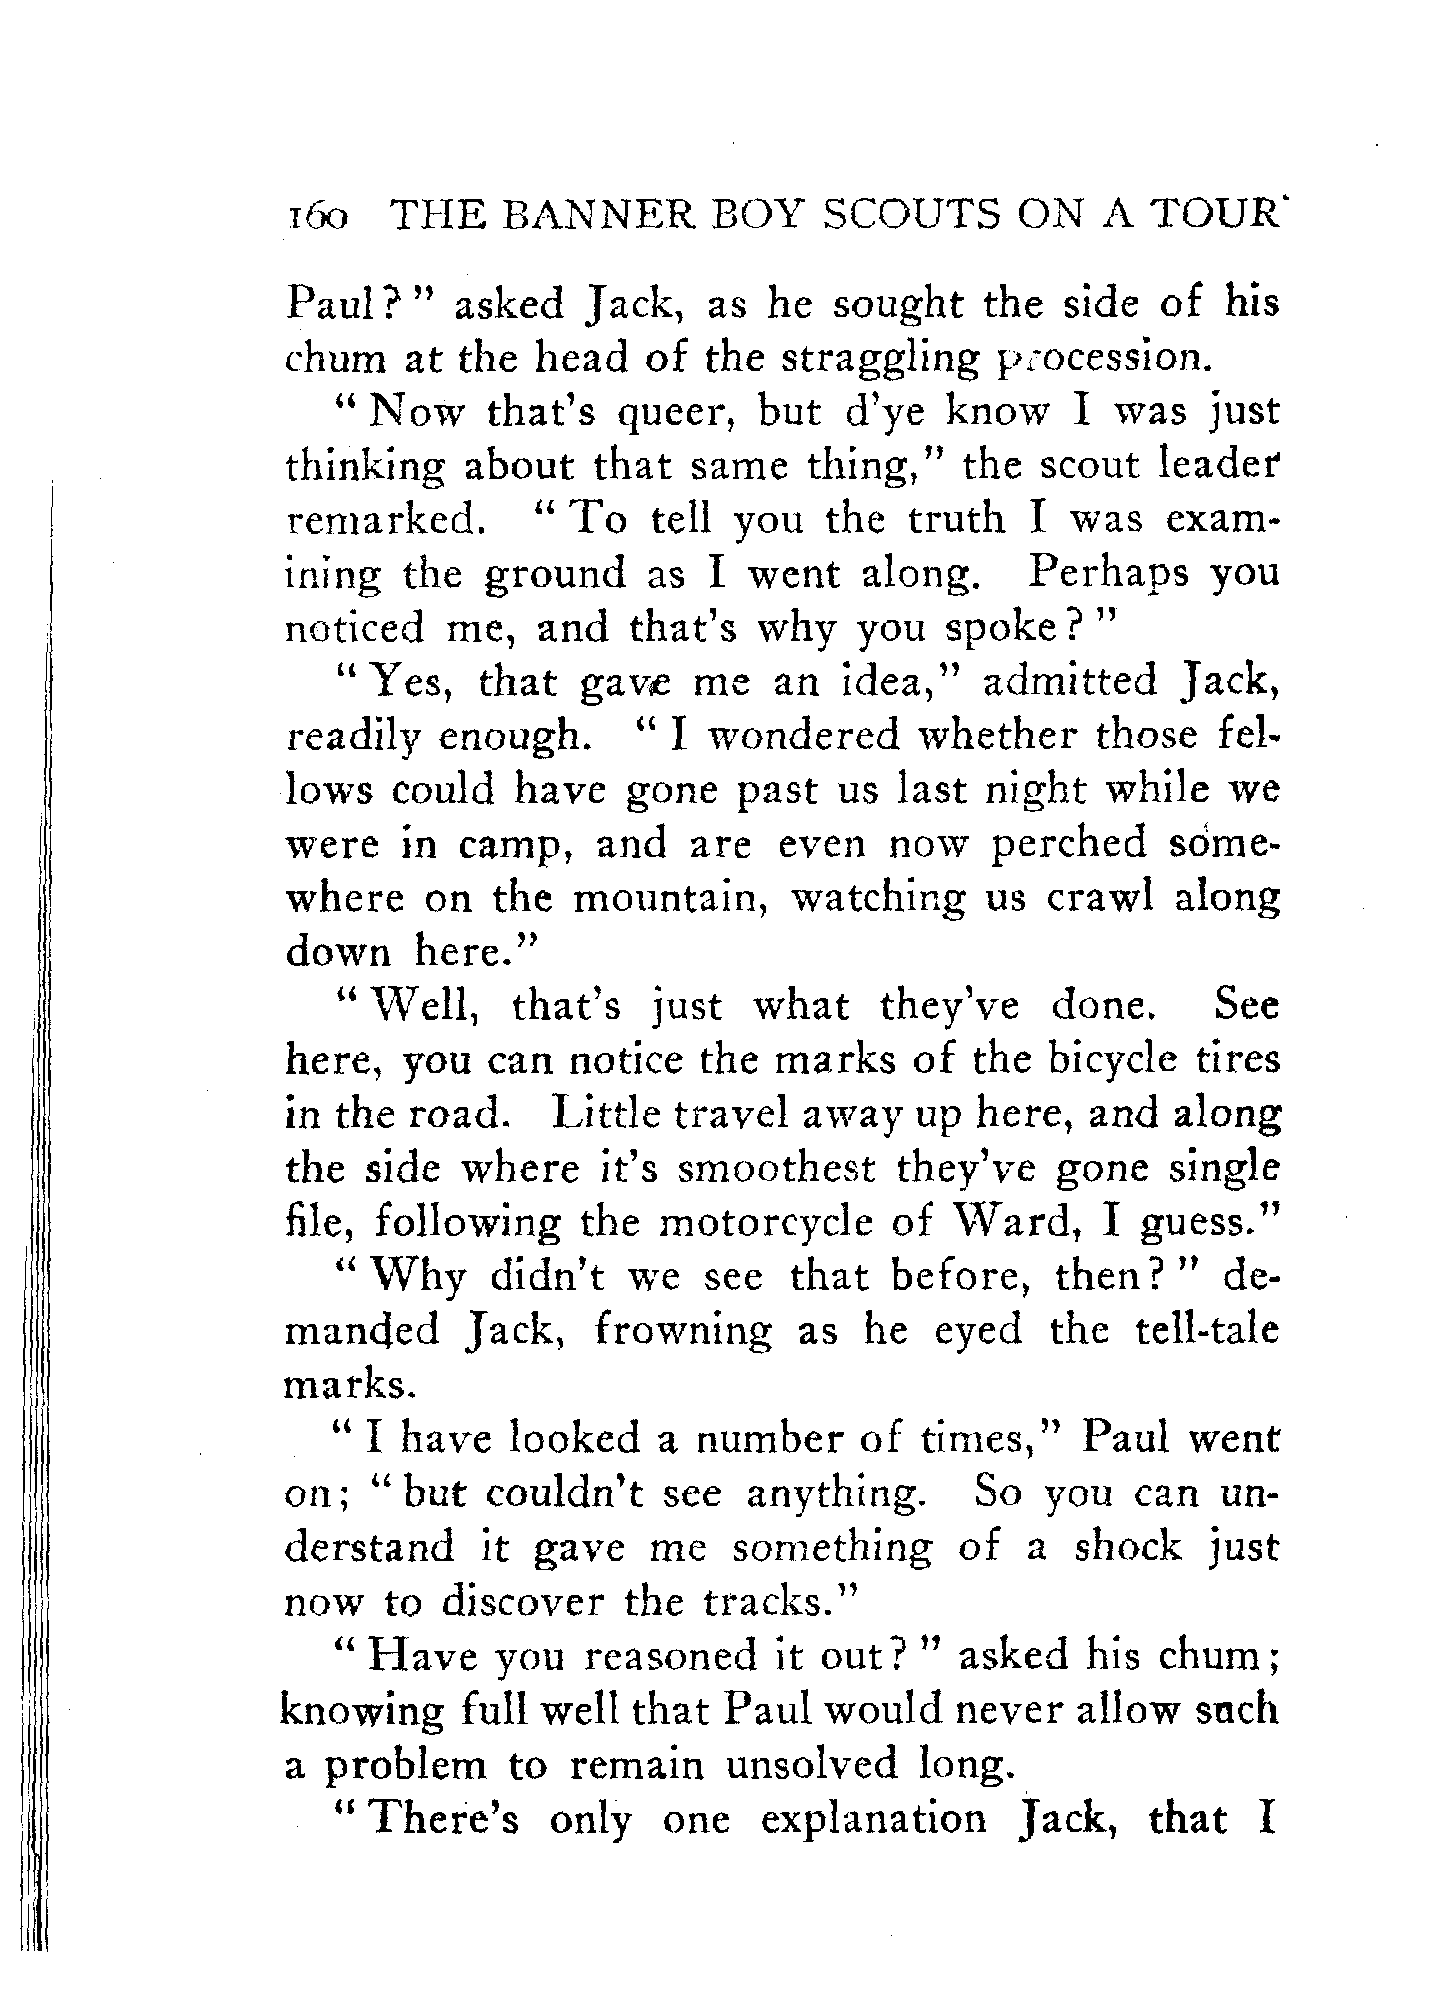 160 THE BANNER BOY SCOUTS ON A TOUR
Paul?" asked Jack, as he sought the side of his
chum at the head of the straggling procession.
"Now that's queer, but d'ye know I was just
thinking about that same thing," the scout leader
remarked. "To tell you the truth I was exam-
ining the ground as I went along. Perhaps you
noticed me, and that's why you spoke?"
"Yes, that gave me an idea," admitted Jack,
readily enough. "I wondered whether those fel-
lows could have gone past us last night while we
were in camp, and are even now perched some-
where on the mountain, watching us crawl along
down here."
"Well, that's just what they've done. See
here, you can notice the marks of the bicycle tires
in the road. Little travel away up here, and along
the side where it's smoothest they've gone single
file, following the motorcycle of Ward, I guess."
"Why didn't we see that before, then?" de-
manded Jack, frowning as he eyed the tell-tale
marks.
"I have looked a number of times," Paul went
on; "but couldn't see anything. So you can un-
derstand it gave me something of a shock just
now to discover the tracks."
"Have you reasoned it out?" asked his chum;
knowing full well that Paul would never allow such
a problem to remain unsolved long.
"There's only one explanation Jack, that I